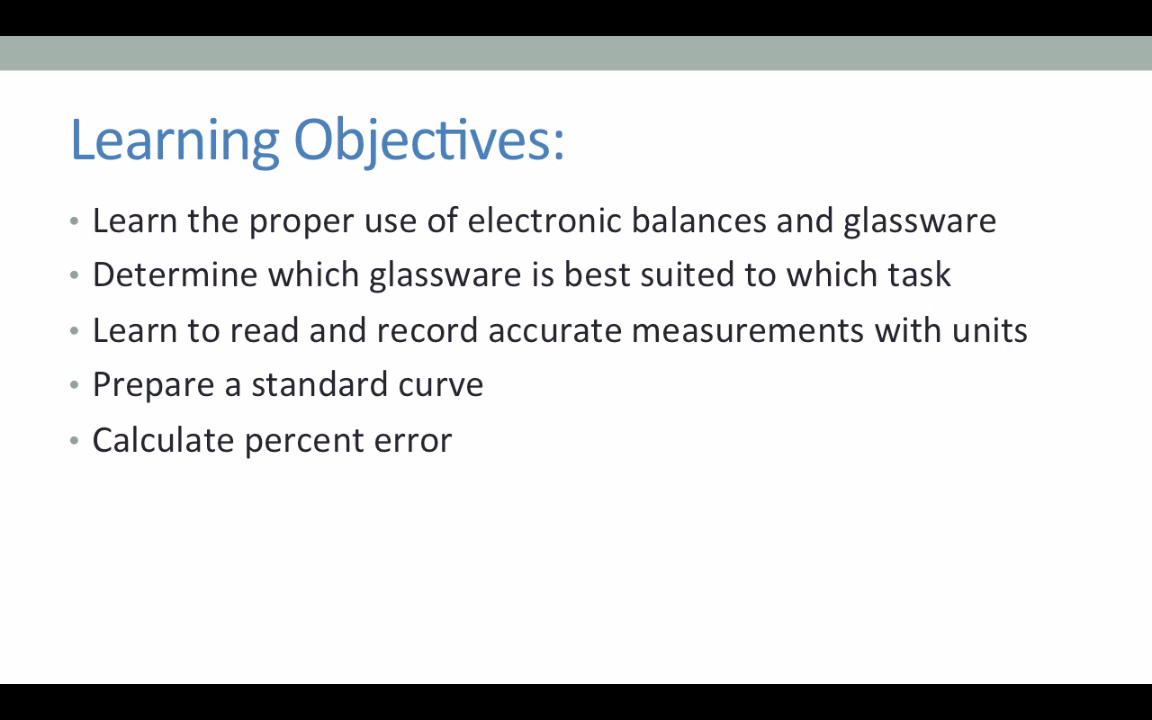 Learning Objectives:
• Learn the proper use of electronic balances and glassware
• Determine which glassware is best suited to which task
• Learn to read and record accurate measurements with units
• Prepare a standard curve
• Calculate percent error